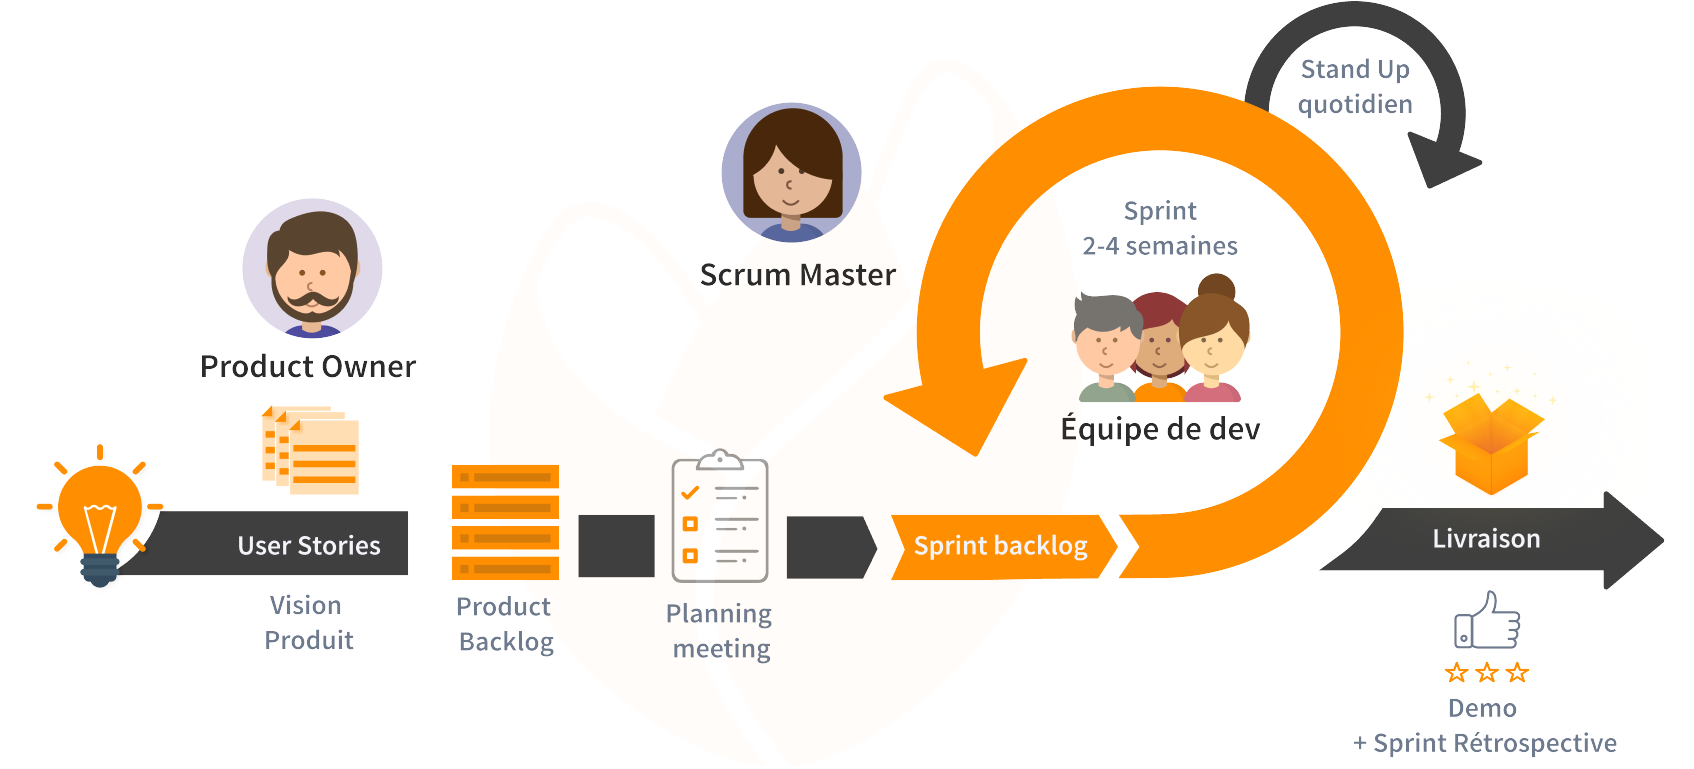 Stand Up
quotidien
Sprint
2-4 semaines
Scrum Master
Product Owner
Équipe de dev
User Stories
Sprint backlog
Livraison
Vision
Produit
Product
Backlog
Planning
meeting
Demo
+ Sprint Rétrospective